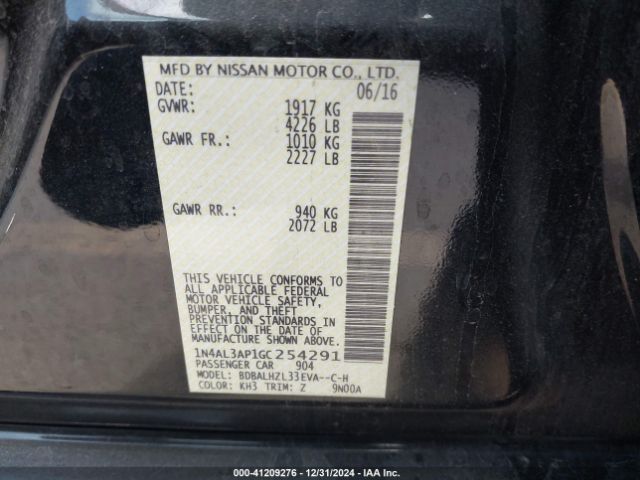 MFD BY NISSAN MOTOR CO., LTD.
DATE: 06/16
GVWR: 1917 KG
4226 LB
GAWR FR.: 1010 KG
2227 LB
GAWR RR.: 940 KG
2072 LB
THIS VEHICLE CONFORMS TO
ALL APPLICABLE FEDERAL
MOTOR VEHICLE SAFETY,
BUMPER, AND THEFT
PREVENTION STANDARDS IN
EFFECT ON THE DATE OF
MANUFACTURE SHOWN ABOVE.
1N4AL3AP1GC254291
PASSENGER CAR 904
MODEL: BDBALHZL33EVA--C-H
COLOR: KH3 TRIM: Z 9N00A
000-41209276 - 12/31/2024 - IAA Inc.